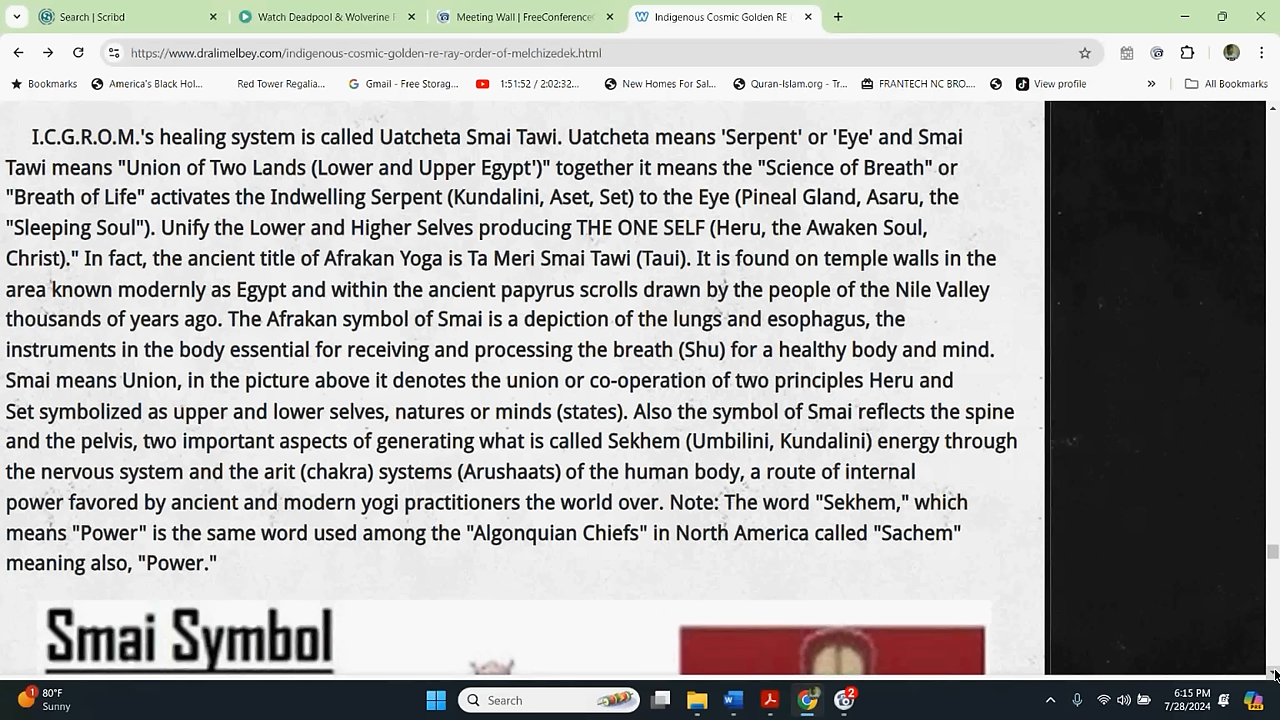 Search | Scribd
Watch Deadpool & Wolverine F
Meeting Wall | FreeConference
Indigenous Cosmic Golden RE
https://www.dralimelbey.com/indigenous-cosmic-golden-re-ray-order-of-melchizedek.html
Bookmarks
America's Black Hol...
Red Tower Regalia...
Gmail - Free Storag...
1:51:52 / 2:02:32...
New Homes For Sal...
Quran-Islam.org - Tr...
FRANTECH NC BRO...
View profile
All Bookmarks
I.C.G.R.O.M.'s healing system is called Uatcheta Smai Tawi. Uatcheta means 'Serpent' or 'Eye' and Smai
Tawi means "Union of Two Lands (Lower and Upper Egypt')" together it means the "Science of Breath" or
"Breath of Life" activates the Indwelling Serpent (Kundalini, Aset, Set) to the Eye (Pineal Gland, Asaru, the
"Sleeping Soul"). Unify the Lower and Higher Selves producing THE ONE SELF (Heru, the Awaken Soul,
Christ)." In fact, the ancient title of Afrakan Yoga is Ta Meri Smai Tawi (Taui). It is found on temple walls in the
area known modernly as Egypt and within the ancient papyrus scrolls drawn by the people of the Nile Valley
thousands of years ago. The Afrakan symbol of Smai is a depiction of the lungs and esophagus, the
instruments in the body essential for receiving and processing the breath (Shu) for a healthy body and mind.
Smai means Union, in the picture above it denotes the union or co-operation of two principles Heru and
Set symbolized as upper and lower selves, natures or minds (states). Also the symbol of Smai reflects the spine
and the pelvis, two important aspects of generating what is called Sekhem (Umbilini, Kundalini) energy through
the nervous system and the arit (chakra) systems (Arushaats) of the human body, a route of internal
power favored by ancient and modern yogi practitioners the world over. Note: The word "Sekhem," which
means "Power" is the same word used among the "Algonquian Chiefs" in North America called "Sachem"
meaning also, "Power."
Smai Symbol
1
80°F
Sunny
Search
2
6:15 PM
7/28/2024